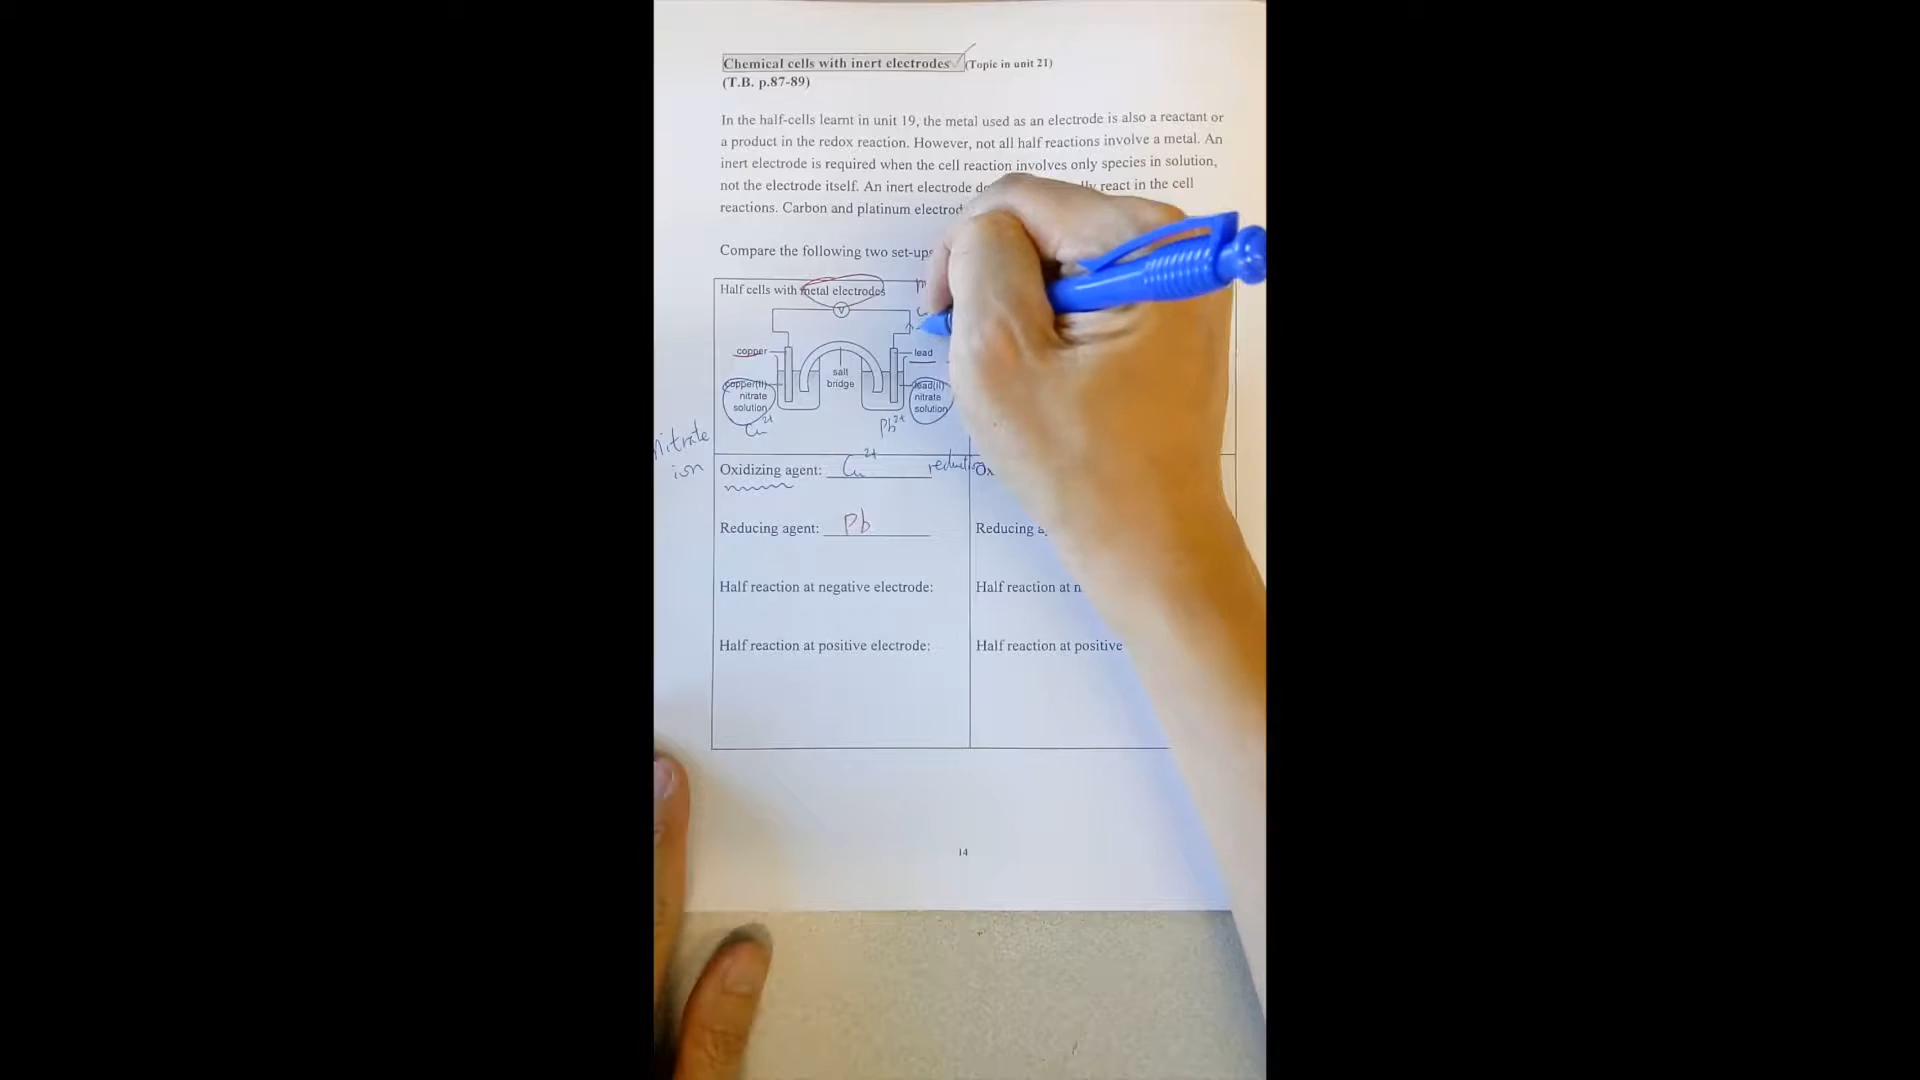 Chemical cells with inert electrodes (Topic in unit 21)
(T.B. p.87-89)
In the half-cells learnt in unit 19, the metal used as an electrode is also a reactant or
a product in the redox reaction. However, not all half reactions involve a metal. An
inert electrode is required when the cell reaction involves only species in solution,
not the electrode itself. An inert electrode react in the cell
reactions. Carbon and platinum
Compare the following two
Half cells with metal electrodes
V
copper
lead
salt
bridge
copper(II)
nitrate
solution
lead(II)
nitrate
solution
Cu2+
Pb2+
nitrate
ion
Oxidizing agent: Cu2+
Reducing agent: Pb
Reducing
Half reaction at negative electrode:
Half reaction at
Half reaction at positive electrode:
Half reaction at positive
14